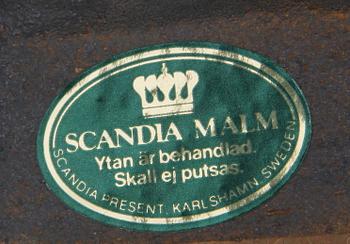 SCANDIA MALM
Ytan är behandlad.
Skall ej putsas.
SCANDIA PRESENT, KARLSHAMN, SWEDEN